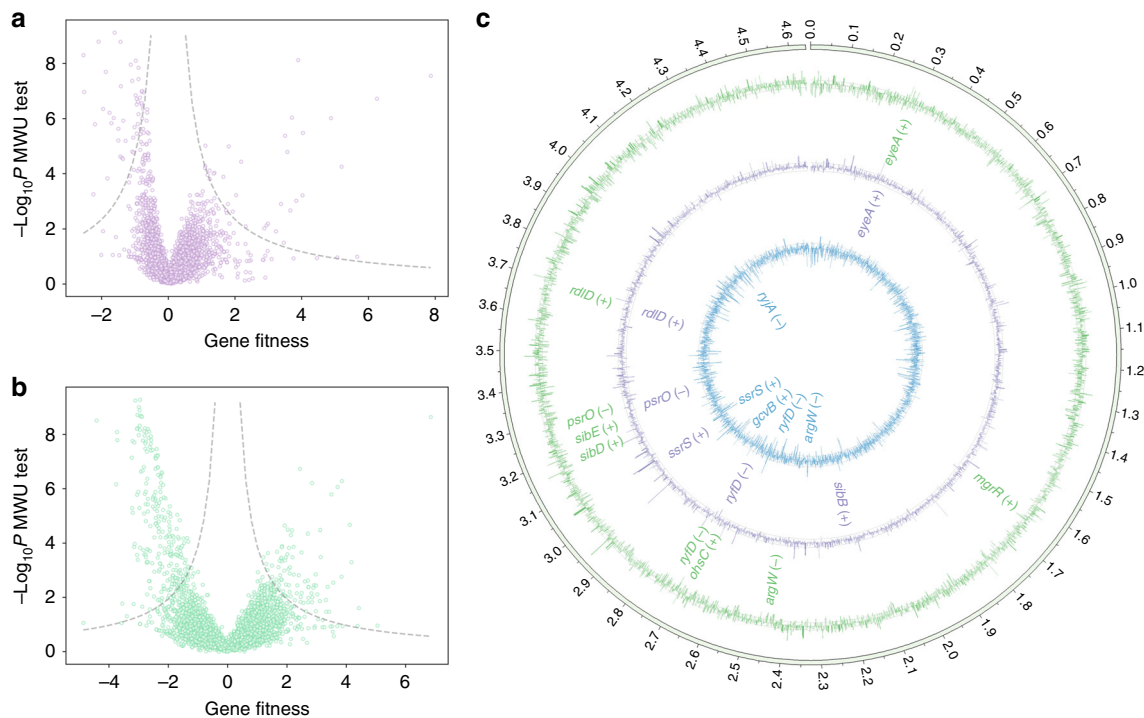 a
8
6
4
2
0
–Log10P MWU test
−2 0 2 4 6 8
Gene fitness
b
8
6
4
2
0
–Log10P MWU test
−4 −2 0 2 4 6
Gene fitness
c
0.0
0.1
0.2
0.3
0.4
0.5
0.6
0.7
0.8
0.9
1.0
1.1
1.2
1.3
1.4
1.5
1.6
1.7
1.8
1.9
2.0
2.1
2.2
2.3
2.4
2.5
2.6
2.7
2.8
2.9
3.0
3.1
3.2
3.3
3.4
3.5
3.6
3.7
3.8
3.9
4.0
4.1
4.2
4.3
4.4
4.5
4.6
eyeA (+)
mgrR (+)
argW (–)
ohsC (+)
ryfD (–)
sibD (+)
sibE (+)
psrO (–)
rdlD (+)
eyeA (+)
sibB (+)
ryfD (–)
ssrS (+)
psrO (–)
rdlD (+)
ryjA (–)
ssrS (+)
gcvB (+)
ryfD (–)
argW (–)